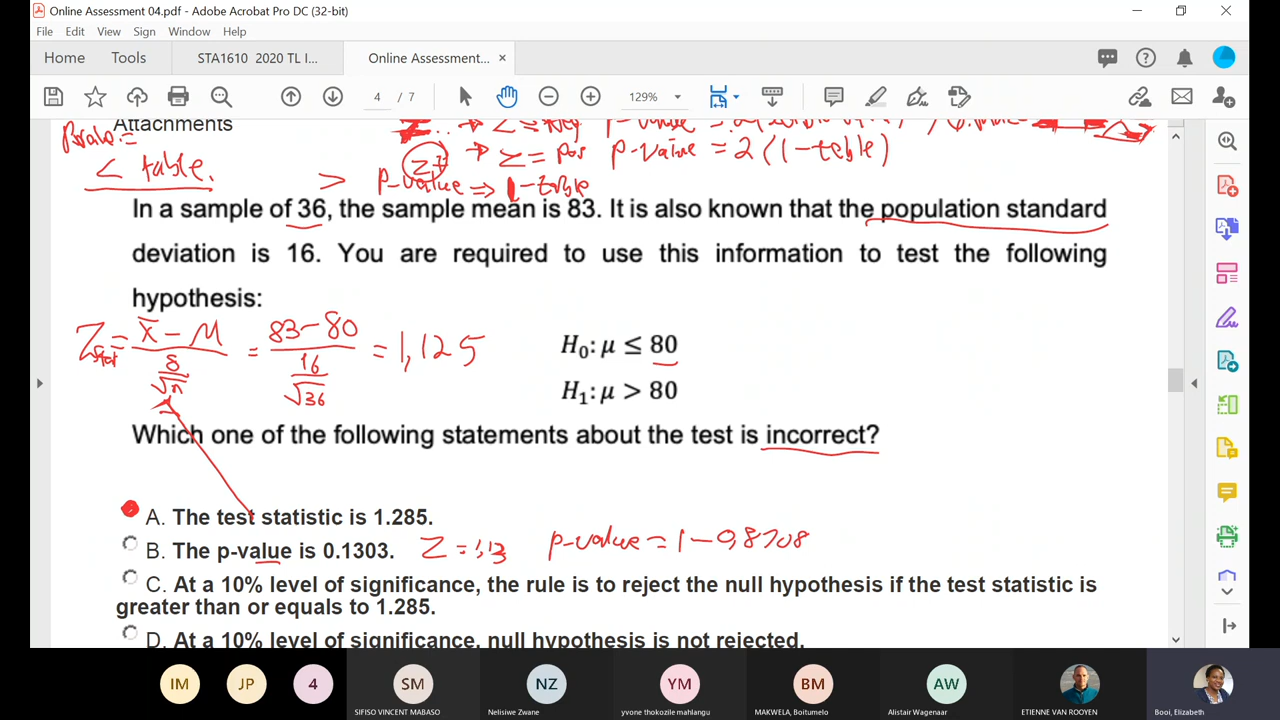 Online Assessment 04.pdf - Adobe Acrobat Pro DC (32-bit)
File Edit View Sign Window Help
Home Tools STA1610 2020 TL I... Online Assessment... ×
4 / 7 129%
Attachments
p-value = 2
z = pos p-value = 2(1-table)
< table.
> p-value ⇒ 1-table
In a sample of 36, the sample mean is 83. It is also known that the population standard
deviation is 16. You are required to use this information to test the following
hypothesis:
Zstat = x̄ - μ / δ/√n = 83-80 / 16/√36 = 1,125
H0: μ ≤ 80
H1: μ > 80
Which one of the following statements about the test is incorrect?
A. The test statistic is 1.285.
B. The p-value is 0.1303. Z = 1,13 p-value = 1-0,8708
C. At a 10% level of significance, the rule is to reject the null hypothesis if the test statistic is
greater than or equals to 1.285.
D. At a 10% level of significance, null hypothesis is not rejected.
IM JP 4 SM NZ YM BM AW
SIFISO VINCENT MABASO Nelisiwe Zwane yvone thokozile mahlangu MAKWELA, Boitumelo Alistair Wagenaar ETIENNE VAN ROOYEN Booi, Elizabeth